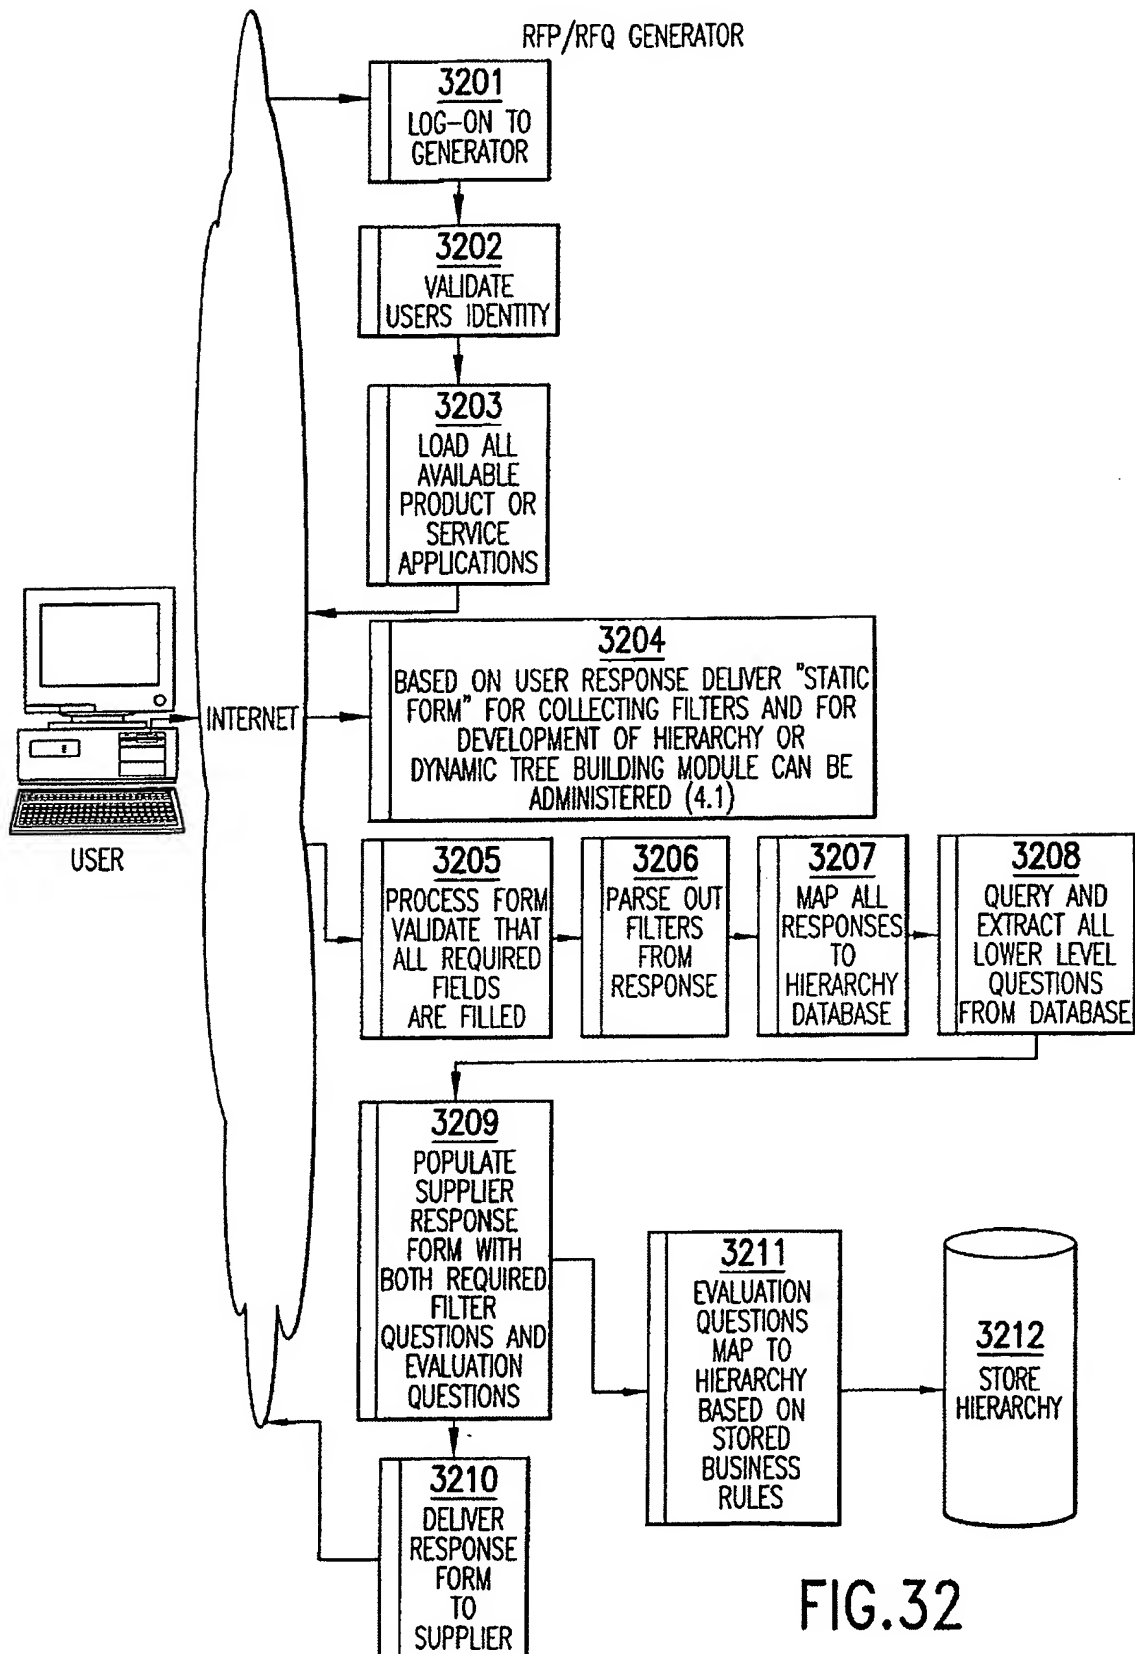 RFP/RFQ GENERATOR
3201
LOG-ON TO
GENERATOR
3202
VALIDATE
USERS IDENTITY
3203
LOAD ALL
AVAILABLE
PRODUCT OR
SERVICE
APPLICATIONS
3204
BASED ON USER RESPONSE DELIVER "STATIC
FORM" FOR COLLECTING FILTERS AND FOR
DEVELOPMENT OF HIERARCHY OR
DYNAMIC TREE BUILDING MODULE CAN BE
ADMINISTERED (4.1)
INTERNET
USER
3205
PROCESS FORM
VALIDATE THAT
ALL REQUIRED
FIELDS
ARE FILLED
3206
PARSE OUT
FILTERS
FROM
RESPONSE
3207
MAP ALL
RESPONSES
TO
HIERARCHY
DATABASE
3208
QUERY AND
EXTRACT ALL
LOWER LEVEL
QUESTIONS
FROM DATABASE
3209
POPULATE
SUPPLIER
RESPONSE
FORM WITH
BOTH REQUIRED
FILTER
QUESTIONS AND
EVALUATION
QUESTIONS
3211
EVALUATION
QUESTIONS
MAP TO
HIERARCHY
BASED ON
STORED
BUSINESS
RULES
3212
STORE
HIERARCHY
3210
DELIVER
RESPONSE
FORM
TO
SUPPLIER
FIG.32